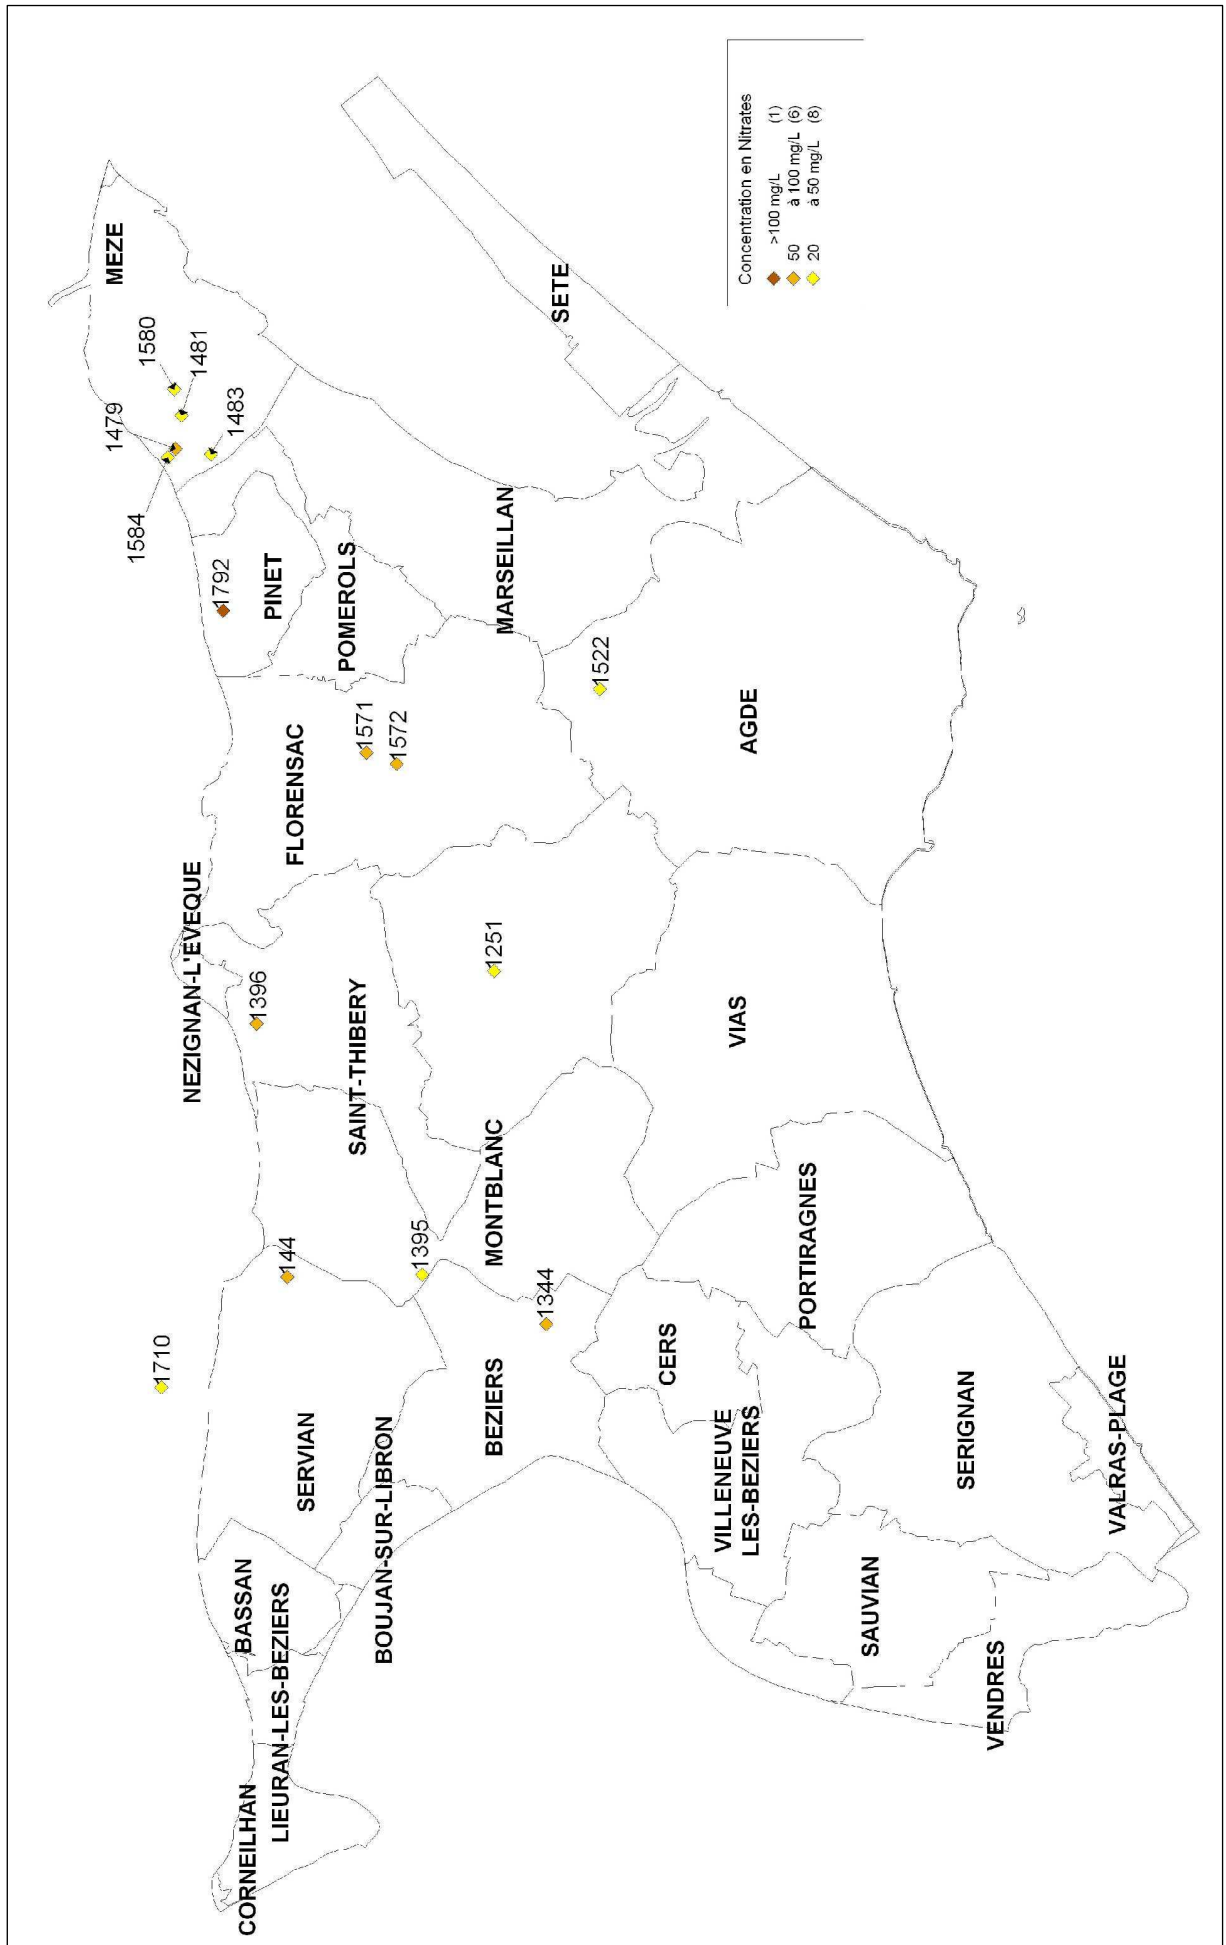 CORNEILHAN
LIEURAN-LES-BEZIERS
BASSAN
BOUJAN-SUR-LIBRON
SERVIAN
1710
144
1395
BEZIERS
1344
MONTBLANC
SAINT-THIBERY
NEZIGNAN-L'EVEQUE
1396
1251
FLORENSAC
1571
1572
POMEROLS
PINET
1792
1584
1479
1580
1481
1483
MEZE
MARSEILLAN
1522
AGDE
SETE
VIAS
PORTIRAGNES
CERS
VILLENEUVE
LES-BEZIERS
SERIGNAN
SAUVIAN
VENDRES
VALRAS-PLAGE
Concentration en Nitrates
>100 mg/L (1)
50 à 100 mg/L (6)
20 à 50 mg/L (8)